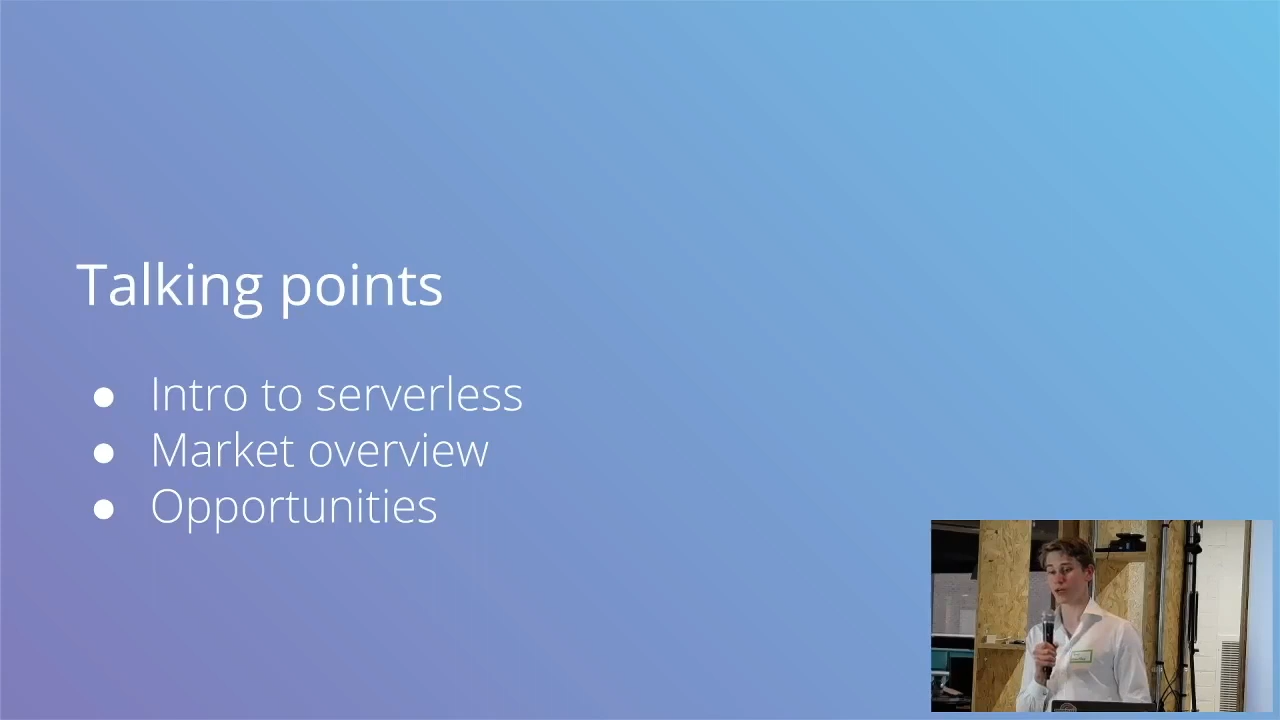 Talking points
● Intro to serverless
● Market overview
● Opportunities